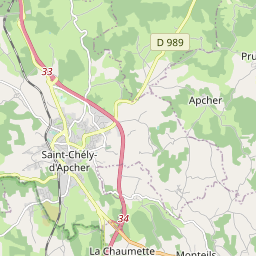 D 989
Pru
33
Apcher
Saint-Chély-
d'Apcher
34
La Chaumette
Monteils